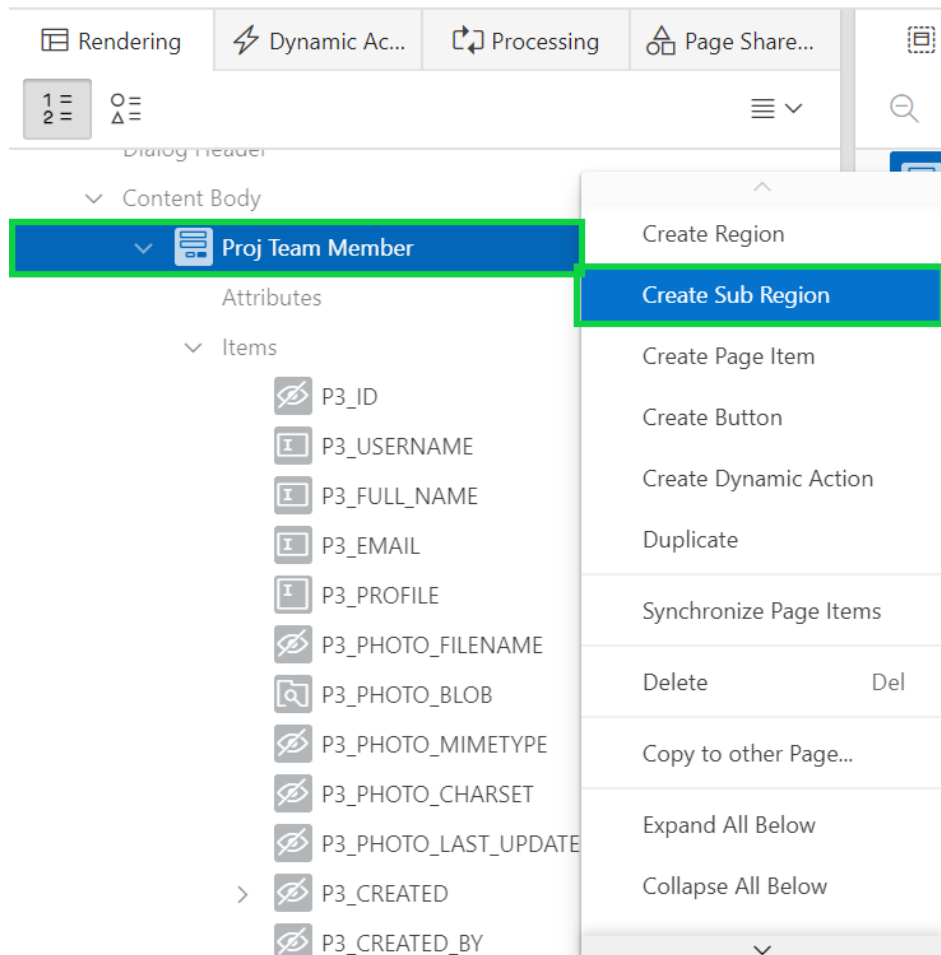 Rendering
Dynamic Ac...
Processing
Page Share...
Dialog Header
Content Body
Proj Team Member
Attributes
Items
P3_ID
P3_USERNAME
P3_FULL_NAME
P3_EMAIL
P3_PROFILE
P3_PHOTO_FILENAME
P3_PHOTO_BLOB
P3_PHOTO_MIMETYPE
P3_PHOTO_CHARSET
P3_PHOTO_LAST_UPDATE
P3_CREATED
P3_CREATED_BY
Create Region
Create Sub Region
Create Page Item
Create Button
Create Dynamic Action
Duplicate
Synchronize Page Items
Delete Del
Copy to other Page...
Expand All Below
Collapse All Below